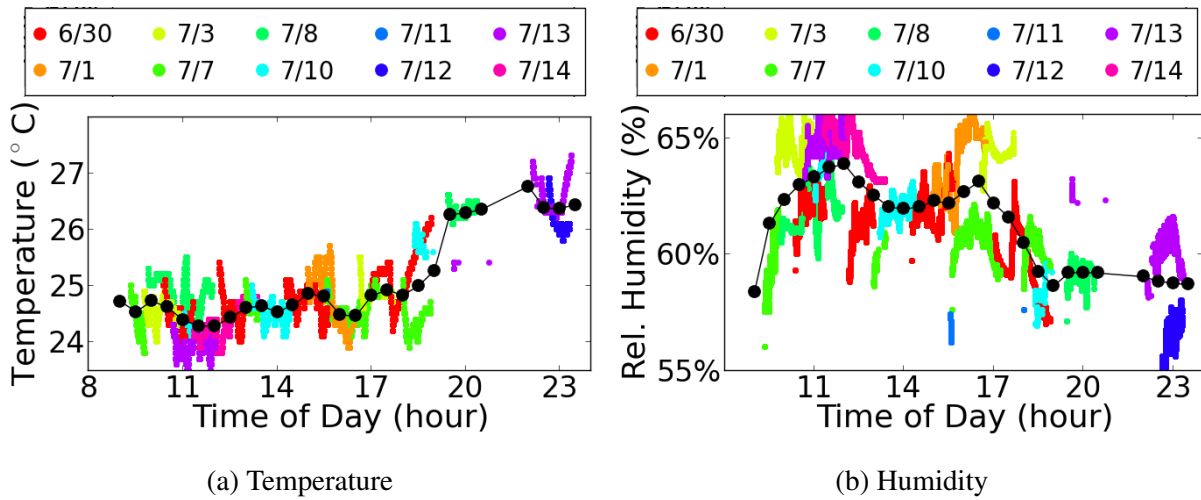 6/30 7/3 7/8 7/11 7/13
7/1 7/7 7/10 7/12 7/14
Temperature (° C)
27
26
25
24
8 11 14 17 20 23
Time of Day (hour)
(a) Temperature
6/30 7/3 7/8 7/11 7/13
7/1 7/7 7/10 7/12 7/14
Rel. Humidity (%)
65%
60%
55%
11 14 17 20 23
Time of Day (hour)
(b) Humidity